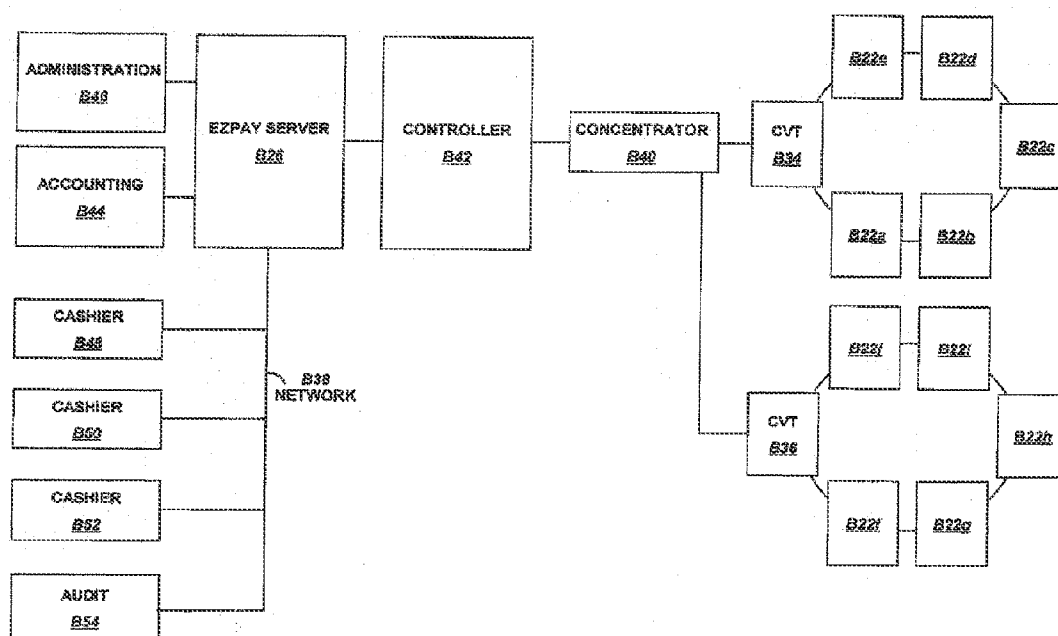 ADMINISTRATION
B46
EZPAY SERVER
B26
CONTROLLER
B42
CONCENTRATOR
B40
CVT
B34
B22e
B22d
B22c
B22a
B22b
ACCOUNTING
B44
CASHIER
B48
B38
NETWORK
CASHIER
B50
CASHIER
B52
AUDIT
B54
CVT
B36
B22j
B22i
B22h
B22f
B22g